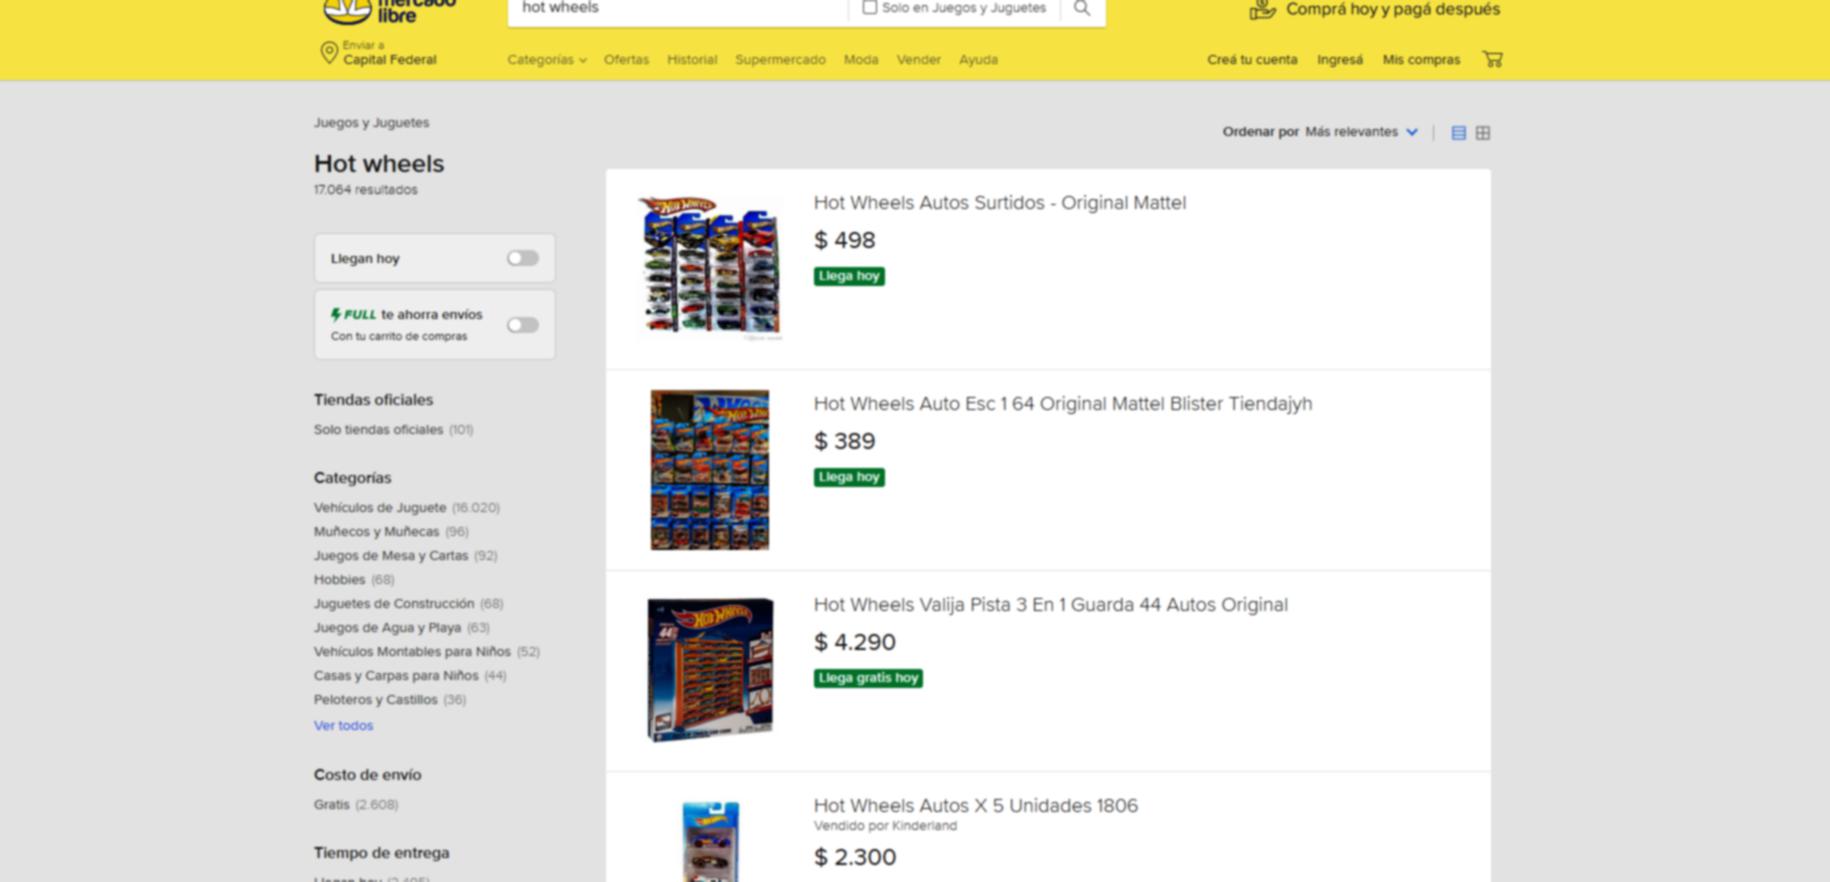 mercado
libre
hot wheels
Solo en Juegos y Juguetes
Comprá hoy y pagá después
Enviar a
Capital Federal
Categorías
Ofertas
Historial
Supermercado
Moda
Vender
Ayuda
Creá tu cuenta
Ingresá
Mis compras
Juegos y Juguetes
Hot wheels
17.064 resultados
Ordenar por Más relevantes
Llegan hoy
FULL te ahorra envíos
Con tu carrito de compras
Tiendas oficiales
Solo tiendas oficiales (101)
Categorías
Vehículos de Juguete (16.020)
Muñecos y Muñecas (96)
Juegos de Mesa y Cartas (92)
Hobbies (68)
Juguetes de Construcción (68)
Juegos de Agua y Playa (63)
Vehículos Montables para Niños (52)
Casas y Carpas para Niños (44)
Peloteros y Castillos (36)
Ver todos
Costo de envío
Gratis (2.608)
Tiempo de entrega
HOT WHEELS
Hot Wheels Autos Surtidos - Original Mattel
$ 498
Llega hoy
Hot Wheels Auto Esc 1 64 Original Mattel Blister Tiendajyh
$ 389
Llega hoy
HOT WHEELS
44
Hot Wheels Valija Pista 3 En 1 Guarda 44 Autos Original
$ 4.290
Llega gratis hoy
Hot Wheels Autos X 5 Unidades 1806
Vendido por Kinderland
$ 2.300